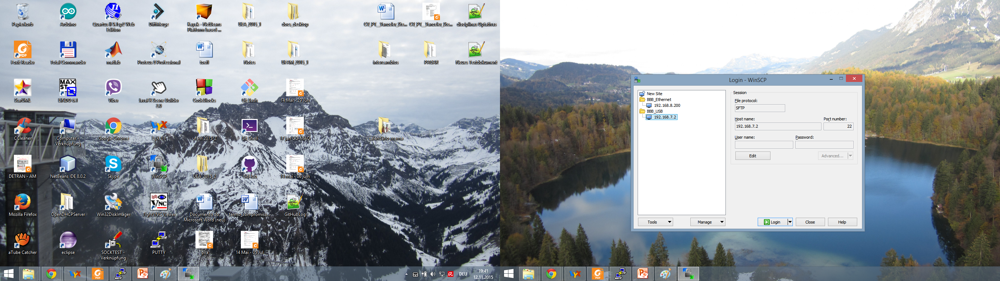 Papierkorb
Arduino
Quartus II 9.1sp2 Web
Edition
DiffMerge
Kayak - NetBeans
Platform based ...
UEA_2015_1
docs_desktop
CV_PT__Vanzeler_Ste...
CV_PT__Vanzeler_Ste...
disciplinas Optativas
Foxit Reader
Total Commander
matlab
Proteus 8 Professional
toefl
Notes
UFAM_2015_1
intercambios
PAGAR
Neues Textdokument
StarUML
LINDO 6.1
Viber
JavaFX Scene Builder
2.0
CodeBlocks
Git Bash
14 Mai - 29 Jun
CCleaner
Computer -
Verknüpfung
Google Chrome
LyX 2.1
ufam 2015_2
Git Shell
17 jan CG-MAO
calendario_mama
DETRAN - AM
NetBeans IDE 8.0.2
Skype
WinSCP
UEA_2015_2
GitHub
14 mai - 06 julh
Mozilla Firefox
OpenDHCPServer
Win32DiskImager
TightVNC Viewer
Documento do
Microsoft Word (neu)
termo_compromiss...
GitHubLog
aTube Catcher
eclipse
SOCKTEST -
Verknüpfung
PUTTY
ipva
14 Mai - 05 Jul
DEU
19:41
12.11.2015
Login - WinSCP
New Site
BBB_Ethernet
192.168.8.200
BBB_USB
192.168.7.2
Session
File protocol:
SFTP
Host name:
Port number:
192.168.7.2
22
User name:
Password:
Edit
Advanced...
Tools
Manage
Login
Close
Help